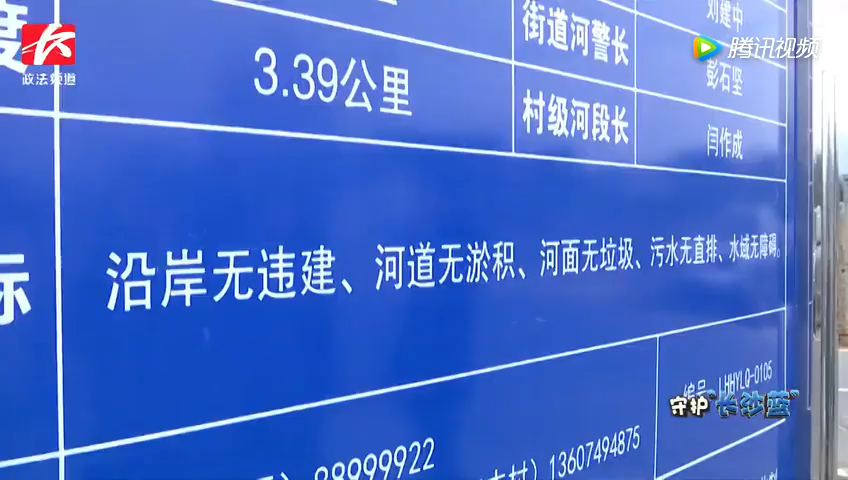 政法频道
腾讯视频
度
3.39公里
街道河警长
刘建中
彭石坚
村级河段长
闫作成
标
沿岸无违建、河道无淤积、河面无垃圾、污水无直排、水域无障碍。
编号 LHHYLQ-0105
守护"长沙蓝"
88999922
村）13607494875